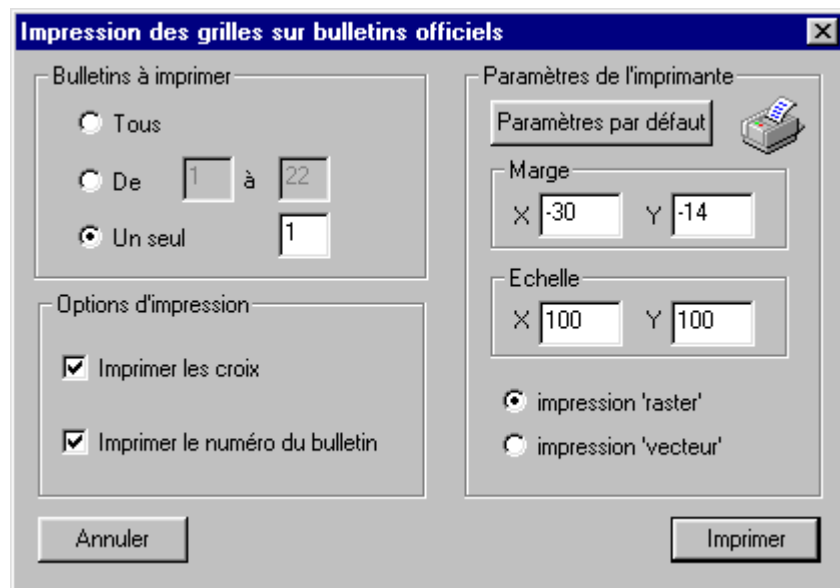 Impression des grilles sur bulletins officiels
Bulletins à imprimer
Tous
De 1 à 22
Un seul 1
Options d'impression
Imprimer les croix
Imprimer le numéro du bulletin
Paramètres de l'imprimante
Paramètres par défaut
Marge
X -30 Y -14
Echelle
X 100 Y 100
impression 'raster'
impression 'vecteur'
Annuler
Imprimer